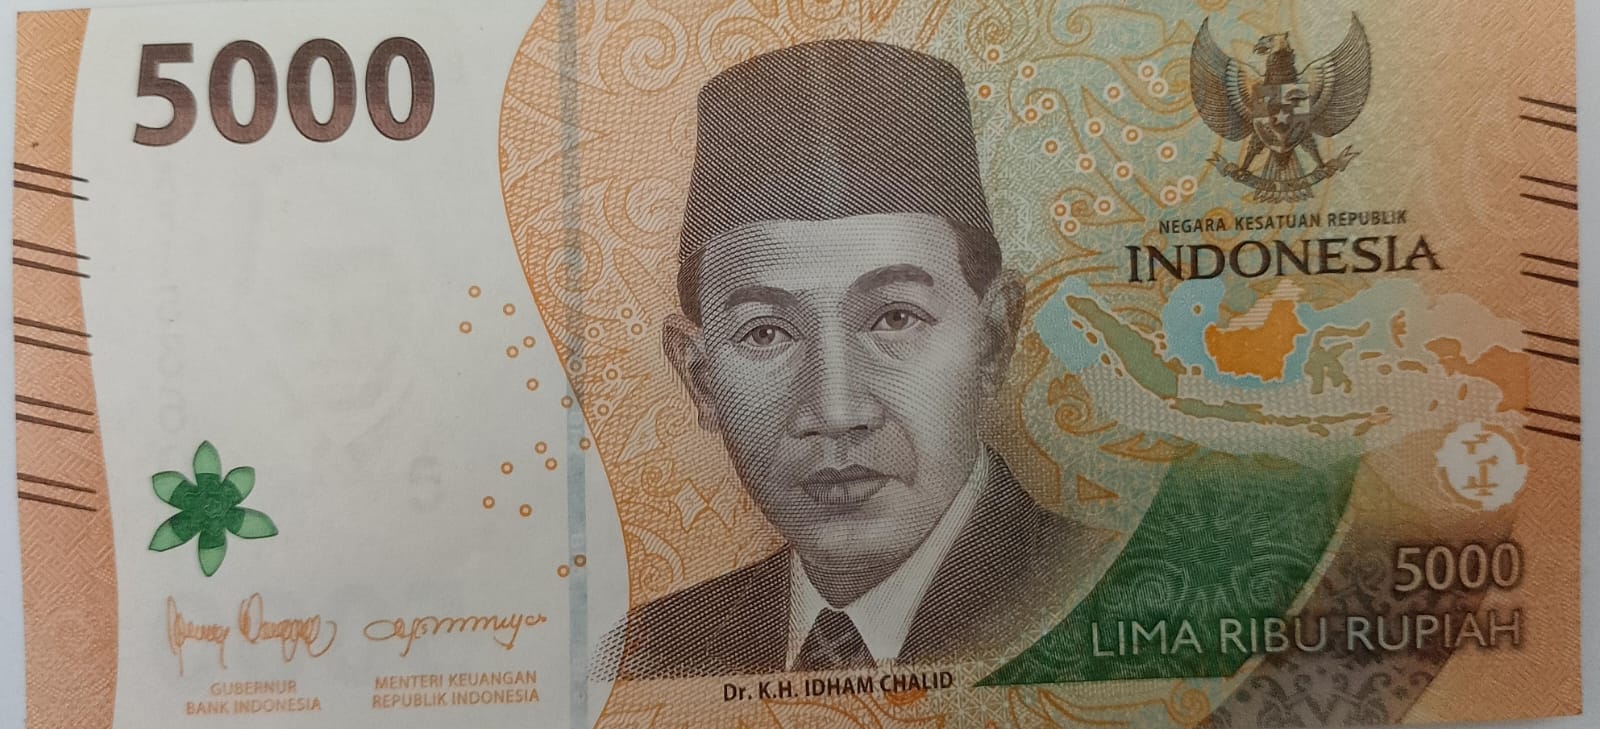 5000
NEGARA KESATUAN REPUBLIK
INDONESIA
5000
LIMA RIBU RUPIAH
GUBERNUR
BANK INDONESIA
MENTERI KEUANGAN
REPUBLIK INDONESIA
Dr. K.H. IDHAM CHALID